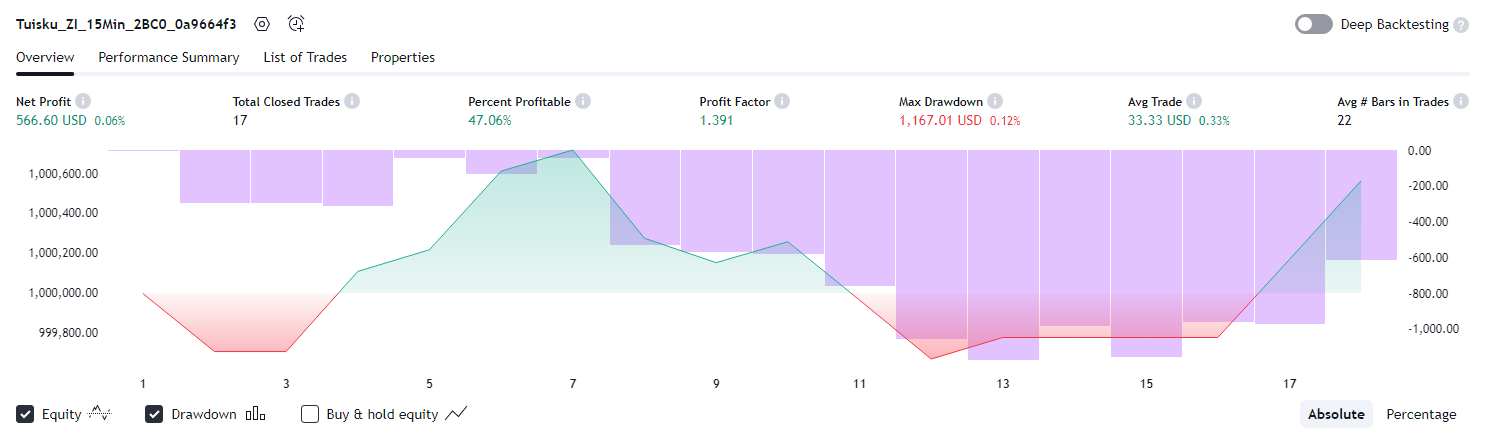 Tuisku_ZI_15Min_2BC0_0a9664f3 Deep Backtesting ?
Overview Performance Summary List of Trades Properties
Net Profit i Total Closed Trades i Percent Profitable i Profit Factor i Max Drawdown i Avg Trade i Avg # Bars in Trades i
566.60 USD 0.06% 17 47.06% 1.391 1,167.01 USD 0.12% 33.33 USD 0.33% 22
0.00
1,000,600.00
-200.00
1,000,400.00
-400.00
1,000,200.00
-600.00
1,000,000.00
-800.00
999,800.00
-1,000.00
1 3 5 7 9 11 13 15 17
Equity Drawdown Buy & hold equity Absolute Percentage